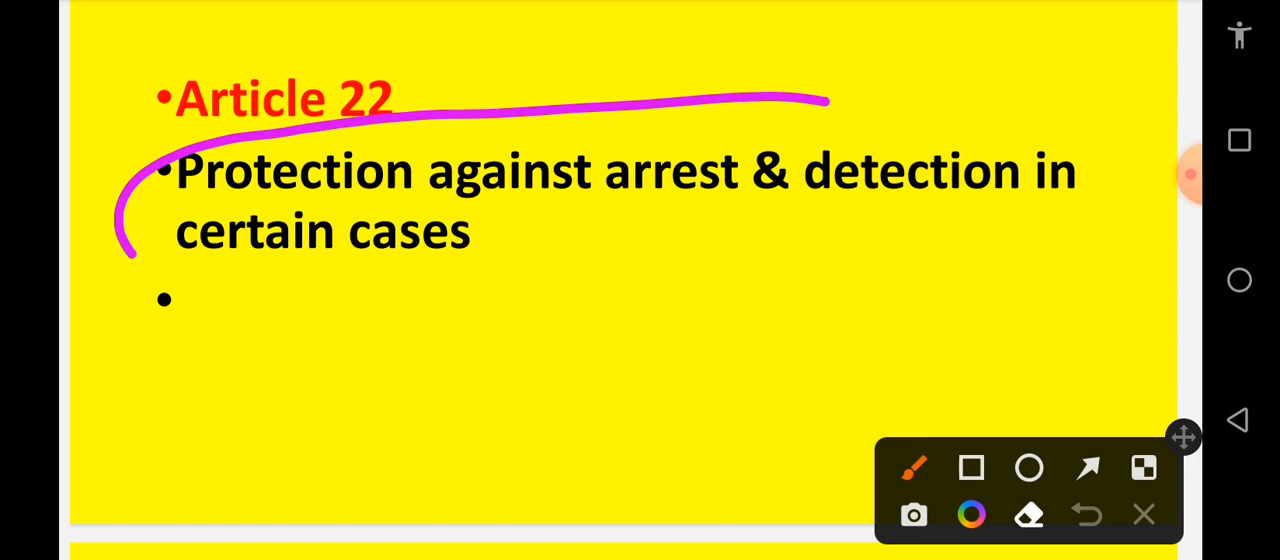 •Article 22
•Protection against arrest & detection in
certain cases
•